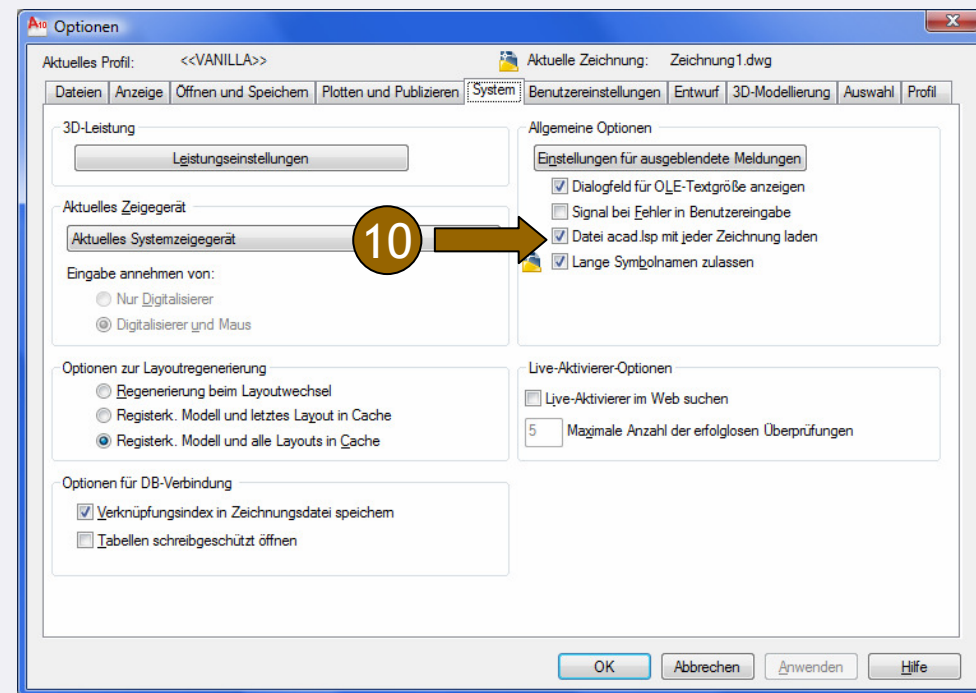 A10 Optionen
Aktuelles Profil: <<VANILLA>> Aktuelle Zeichnung: Zeichnung1.dwg
Dateien Anzeige Öffnen und Speichern Plotten und Publizieren System Benutzereinstellungen Entwurf 3D-Modellierung Auswahl Profil
3D-Leistung
Leistungseinstellungen
Aktuelles Zeigegerät
Aktuelles Systemzeigegerät
Eingabe annehmen von:
Nur Digitalisierer
Digitalisierer und Maus
10
Optionen zur Layoutregenerierung
Regenerierung beim Layoutwechsel
Registerk. Modell und letztes Layout in Cache
Registerk. Modell und alle Layouts in Cache
Optionen für DB-Verbindung
Verknüpfungsindex in Zeichnungsdatei speichern
Tabellen schreibgeschützt öffnen
Allgemeine Optionen
Einstellungen für ausgeblendete Meldungen
Dialogfeld für OLE-Textgröße anzeigen
Signal bei Fehler in Benutzereingabe
Datei acad.lsp mit jeder Zeichnung laden
Lange Symbolnamen zulassen
Live-Aktivierer-Optionen
Live-Aktivierer im Web suchen
5 Maximale Anzahl der erfolglosen Überprüfungen
OK Abbrechen Anwenden Hilfe